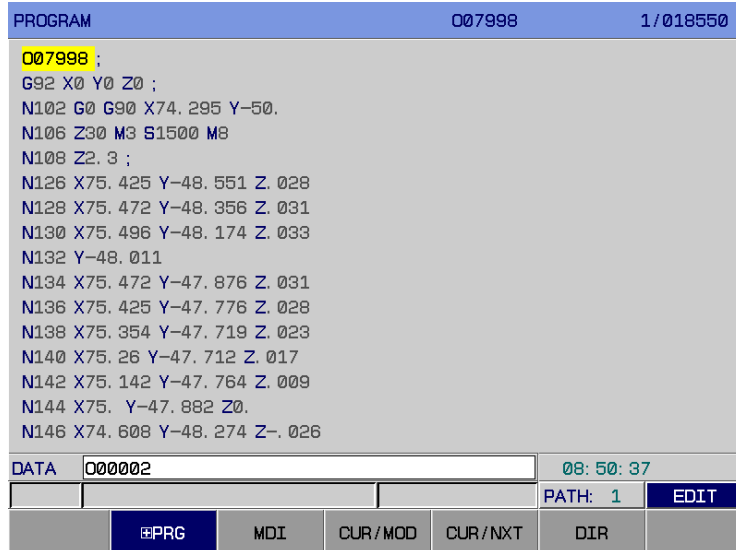 PROGRAM O07998 1/018550
O07998 ;
G92 X0 Y0 Z0 ;
N102 G0 G90 X74.295 Y-50.
N106 Z30 M3 S1500 M8
N108 Z2.3 ;
N126 X75.425 Y-48.551 Z.028
N128 X75.472 Y-48.356 Z.031
N130 X75.496 Y-48.174 Z.033
N132 Y-48.011
N134 X75.472 Y-47.876 Z.031
N136 X75.425 Y-47.776 Z.028
N138 X75.354 Y-47.719 Z.023
N140 X75.26 Y-47.712 Z.017
N142 X75.142 Y-47.764 Z.009
N144 X75. Y-47.882 Z0.
N146 X74.608 Y-48.274 Z-.026
DATA O00002 08:50:37
PATH: 1 EDIT
⊞PRG MDI CUR/MOD CUR/NXT DIR